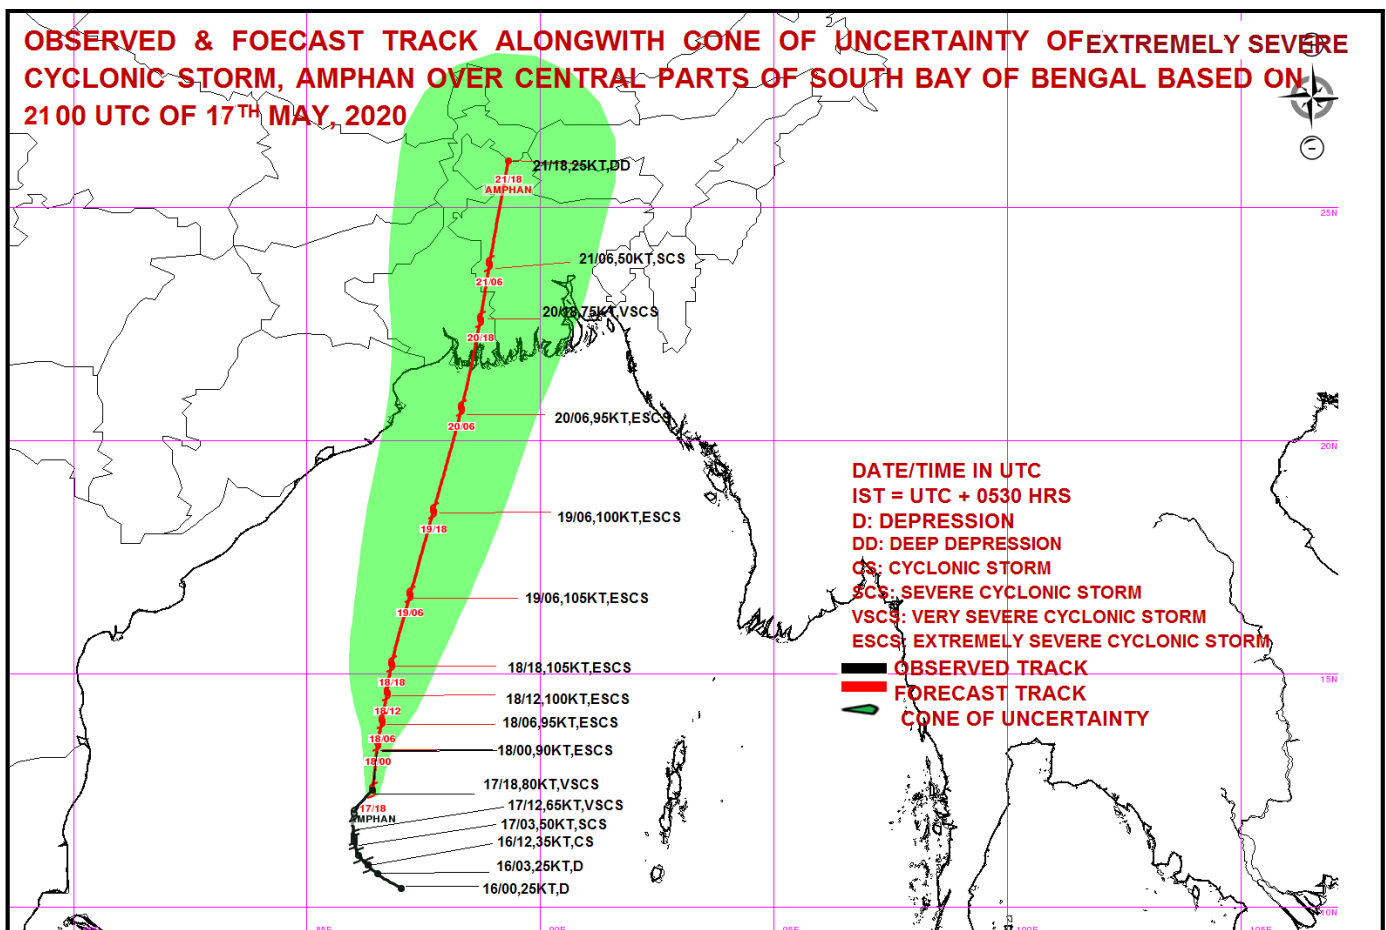 OBSERVED & FOECAST TRACK ALONGWITH CONE OF UNCERTAINTY OF EXTREMELY SEVERE
CYCLONIC STORM, AMPHAN OVER CENTRAL PARTS OF SOUTH BAY OF BENGAL BASED ON
2100 UTC OF 17TH MAY, 2020
21/18,25KT,DD
21/18
AMPHAN
25N
21/06,50KT,SCS
21/06
20/18,75KT,VSCS
20/18
20/06,95KT,ESCS
20/06
20N
DATE/TIME IN UTC
IST = UTC + 0530 HRS
D: DEPRESSION
DD: DEEP DEPRESSION
CS: CYCLONIC STORM
SCS: SEVERE CYCLONIC STORM
VSCS: VERY SEVERE CYCLONIC STORM
ESCS: EXTREMELY SEVERE CYCLONIC STORM
OBSERVED TRACK
FORECAST TRACK
CONE OF UNCERTAINTY
19/06,100KT,ESCS
19/18
19/06,105KT,ESCS
19/06
18/18,105KT,ESCS
18/18
15N
18/12,100KT,ESCS
18/12
18/06,95KT,ESCS
18/06
18/00,90KT,ESCS
18/00
17/18,80KT,VSCS
17/18
AMPHAN
17/12,65KT,VSCS
17/03,50KT,SCS
16/12,35KT,CS
16/03,25KT,D
16/00,25KT,D
10N
85E
90E
95E
100E
105E